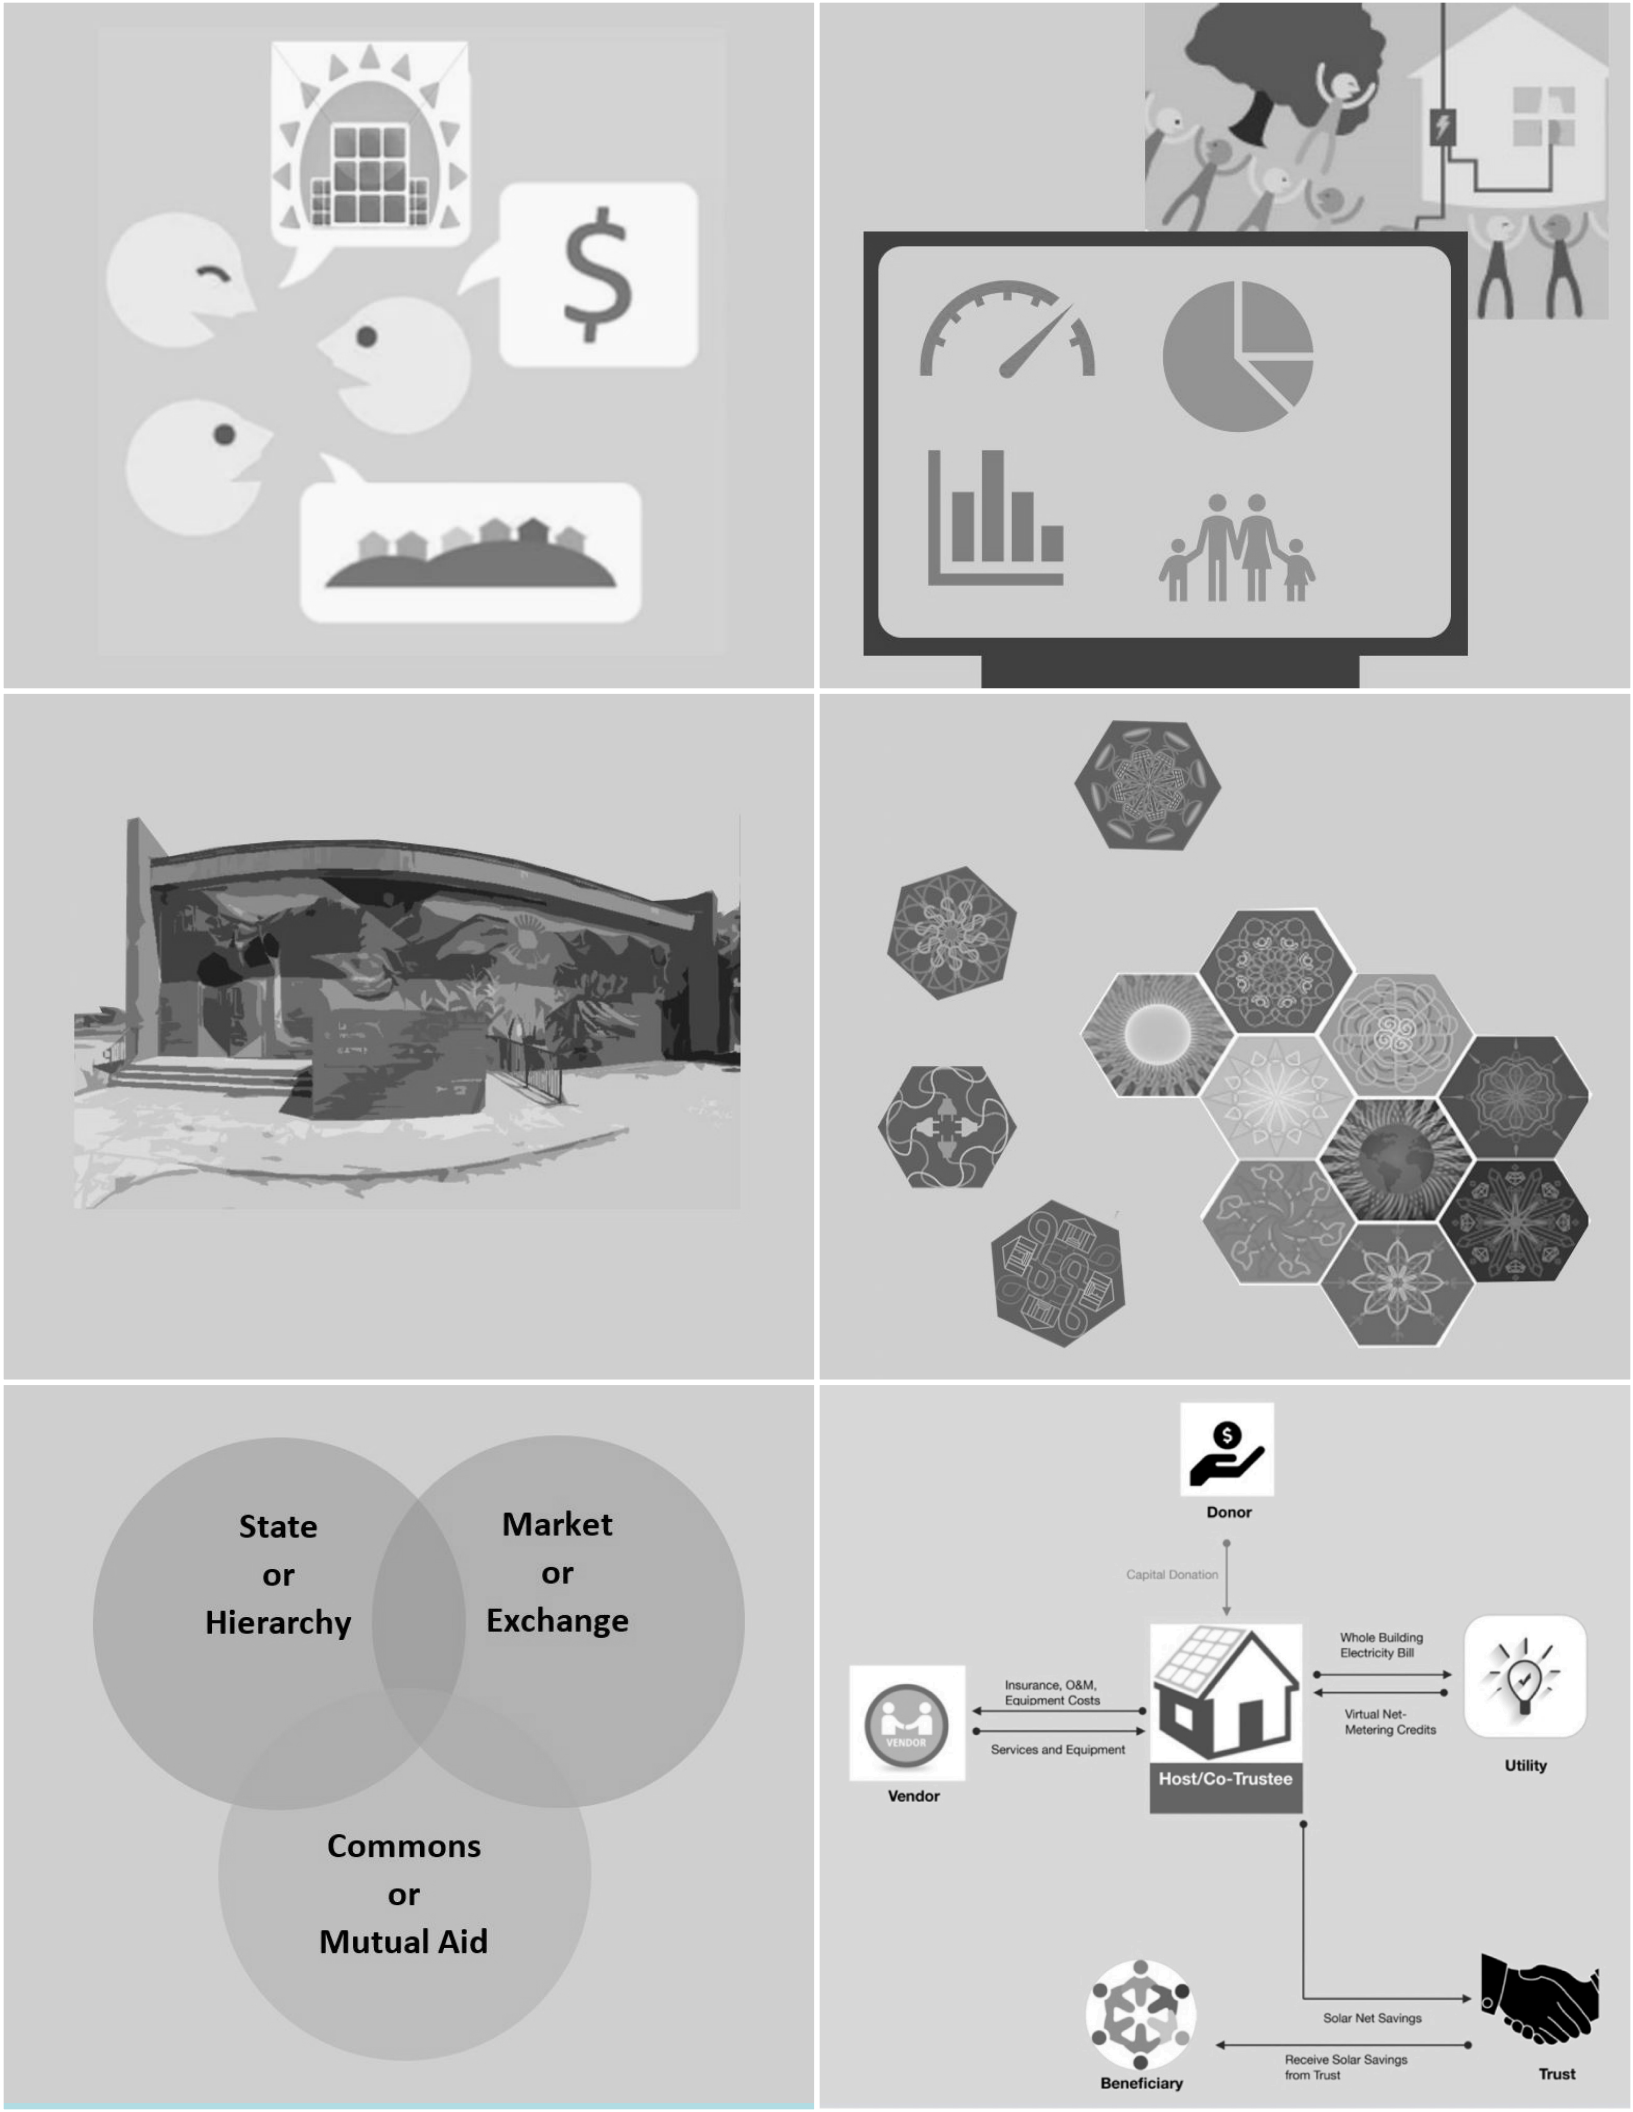 $
State
or
Hierarchy
Market
or
Exchange
Commons
or
Mutual Aid
$
Donor
Capital Donation
Whole Building
Electricity Bill
Insurance, O&M,
Equipment Costs
VENDOR
Services and Equipment
Virtual Net-
Metering Credits
Host/Co-Trustee
Utility
Vendor
Solar Net Savings
Receive Solar Savings
from Trust
Trust
Beneficiary